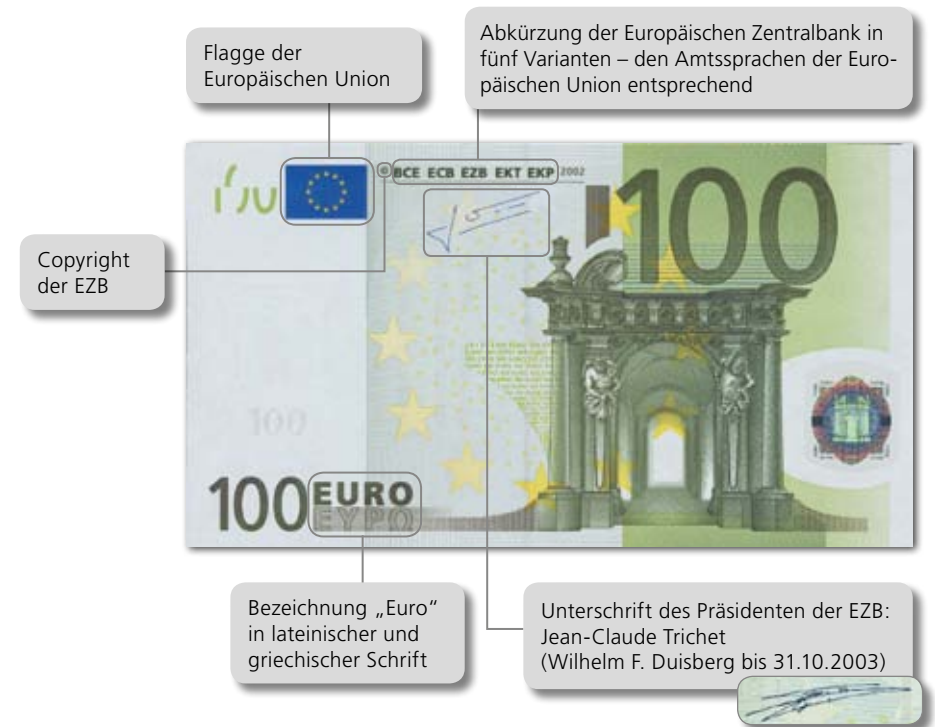 Flagge der
Europäischen Union
Abkürzung der Europäischen Zentralbank in
fünf Varianten – den Amtssprachen der Euro-
päischen Union entsprechend
© BCE ECB EZB EKT EKP 2002
100
Copyright
der EZB
100
100 EURO
ΕΥΡΩ
Bezeichnung „Euro“
in lateinischer und
griechischer Schrift
Unterschrift des Präsidenten der EZB:
Jean-Claude Trichet
(Wilhelm F. Duisberg bis 31.10.2003)